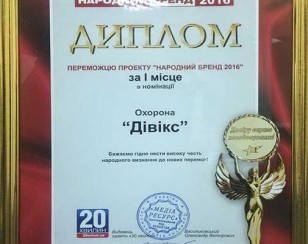 НАРОДНИЙ БРЕНД 2016
ДИПЛОМ
ПЕРЕМОЖЦЮ ПРОЕКТУ "НАРОДНИЙ БРЕНД 2016"
за І місце
в номінації
Охорона
"Дівікс"
Бажаємо гідно нести високу честь
народного визнання до нових перемог!
20
ХВИЛИН
МЕДІА
РЕСУРС
Видавець